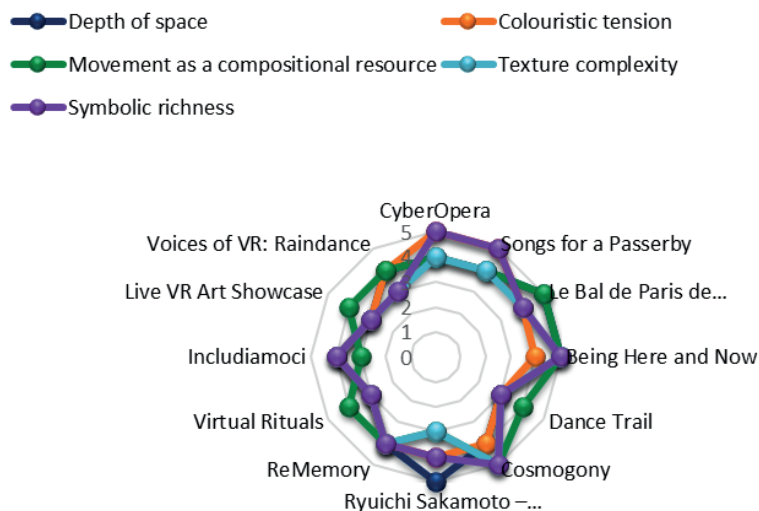 Depth of space
Colouristic tension
Movement as a compositional resource
Texture complexity
Symbolic richness
CyberOpera
Voices of VR: Raindance
5
Songs for a Passerby
4
Live VR Art Showcase
Le Bal de Paris de...
2
1
Includiamoci
0
Being Here and Now
Virtual Rituals
Dance Trail
ReMemory
Cosmogony
Ryuichi Sakamoto –...